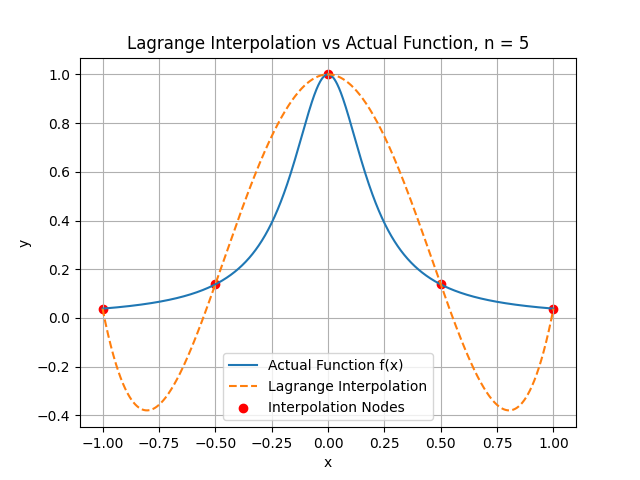 Lagrange Interpolation vs Actual Function, n = 5
y
1.0
0.8
0.6
0.4
0.2
0.0
−0.2
−0.4
Actual Function f(x)
Lagrange Interpolation
Interpolation Nodes
−1.00 −0.75 −0.50 −0.25 0.00 0.25 0.50 0.75 1.00
x